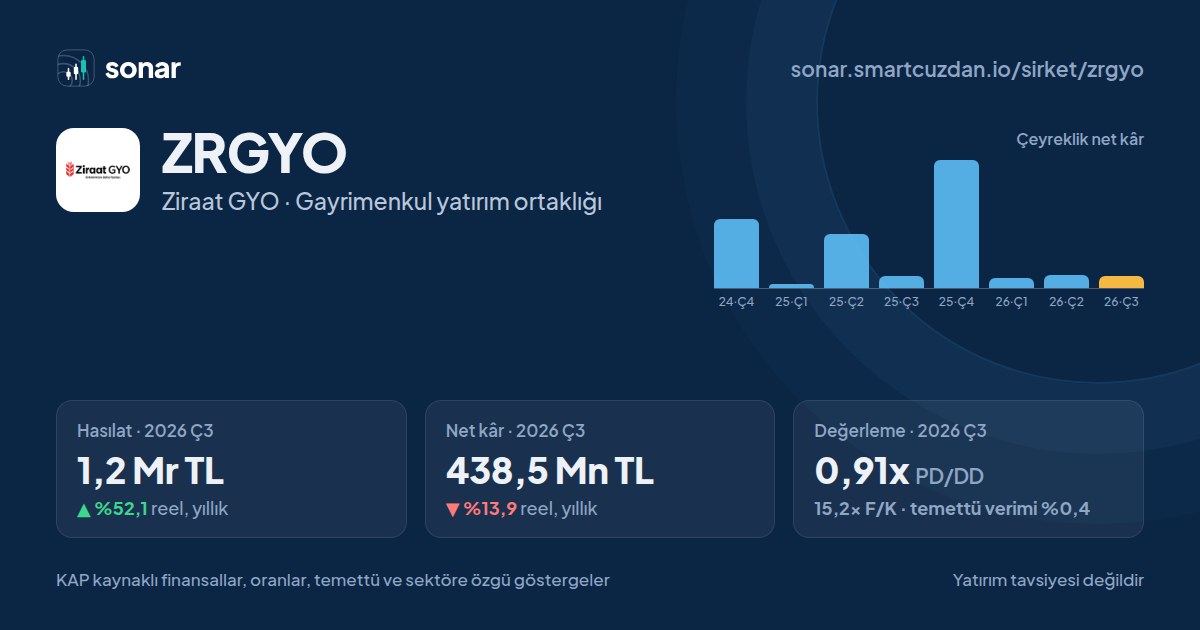 sonar
sonar.smartcuzdan.io/sirket/zrgyo
Ziraat GYO
ZRGYO
Ziraat GYO · Gayrimenkul yatırım ortaklığı
Çeyreklik net kâr
24·Ç4 25·Ç1 25·Ç2 25·Ç3 25·Ç4 26·Ç1 26·Ç2 26·Ç3
Hasılat · 2026 Ç3
1,2 Mr TL
▲ %52,1 reel, yıllık
Net kâr · 2026 Ç3
438,5 Mn TL
▼ %13,9 reel, yıllık
Değerleme · 2026 Ç3
0,91x PD/DD
15,2× F/K · temettü verimi %0,4
KAP kaynaklı finansallar, oranlar, temettü ve sektöre özgü göstergeler
Yatırım tavsiyesi değildir